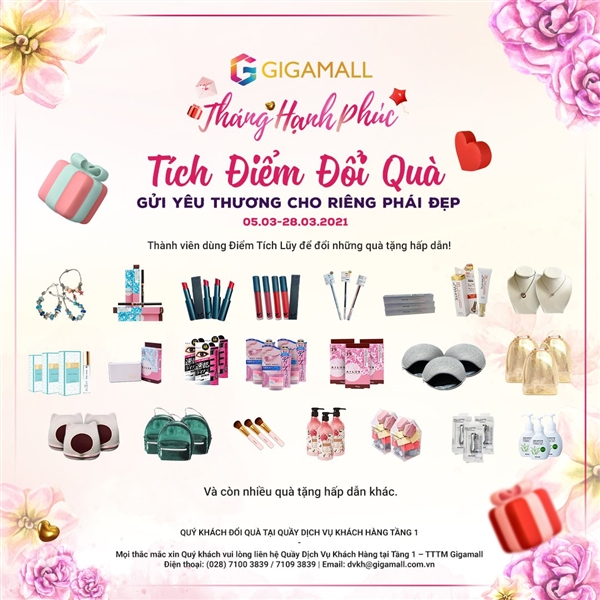 GIGAMALL
Tháng Hạnh Phúc
Tích Điểm Đổi Quà
GỬI YÊU THƯƠNG CHO RIÊNG PHÁI ĐẸP
05.03-28.03.2021
Thành viên dùng Điểm Tích Lũy để đổi những quà tặng hấp dẫn!
Và còn nhiều quà tặng hấp dẫn khác.
QUÝ KHÁCH ĐỔI QUÀ TẠI QUẦY DỊCH VỤ KHÁCH HÀNG TẦNG 1
-
Mọi thắc mắc xin Quý khách vui lòng liên hệ Quầy Dịch Vụ Khách Hàng tại Tầng 1 – TTTM Gigamall
Điện thoại: (028) 7100 3839 / 7109 3839 | Email: dvkh@gigamall.com.vn